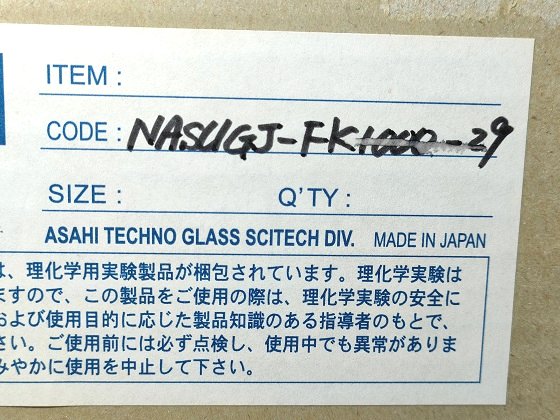 ITEM :
CODE : NASUGJ-FK1000-29
SIZE : Q'TY :
ASAHI TECHNO GLASS SCITECH DIV. MADE IN JAPAN
は、理化学用実験製品が梱包されています。理化学実験は
ますので、この製品をご使用の際は、理化学実験の安全に
および使用目的に応じた製品知識のある指導者のもとで、
さい。ご使用前には必ず点検し、使用中でも異常がありま
みやかに使用を中止して下さい。